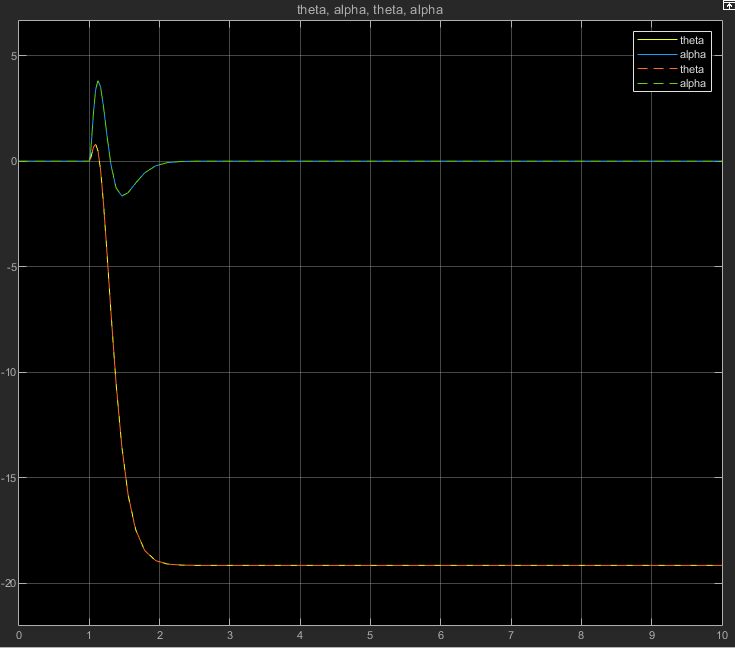 theta, alpha, theta, alpha
theta
alpha
theta
alpha
5
0
-5
-10
-15
-20
0 1 2 3 4 5 6 7 8 9 10